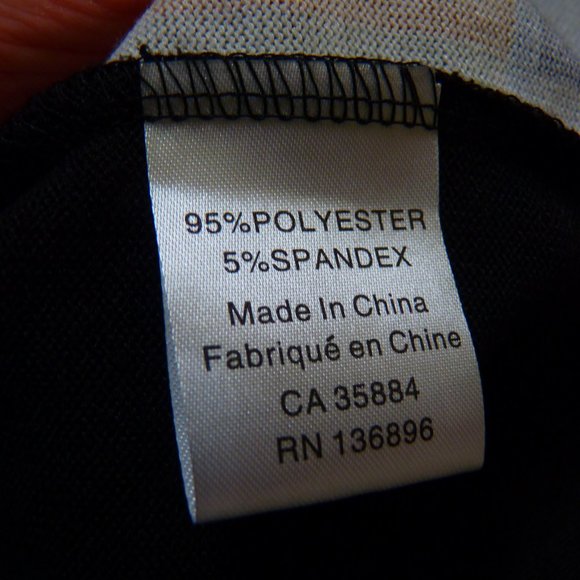 95%POLYESTER
5%SPANDEX
Made In China
Fabriqué en Chine
CA 35884
RN 136896